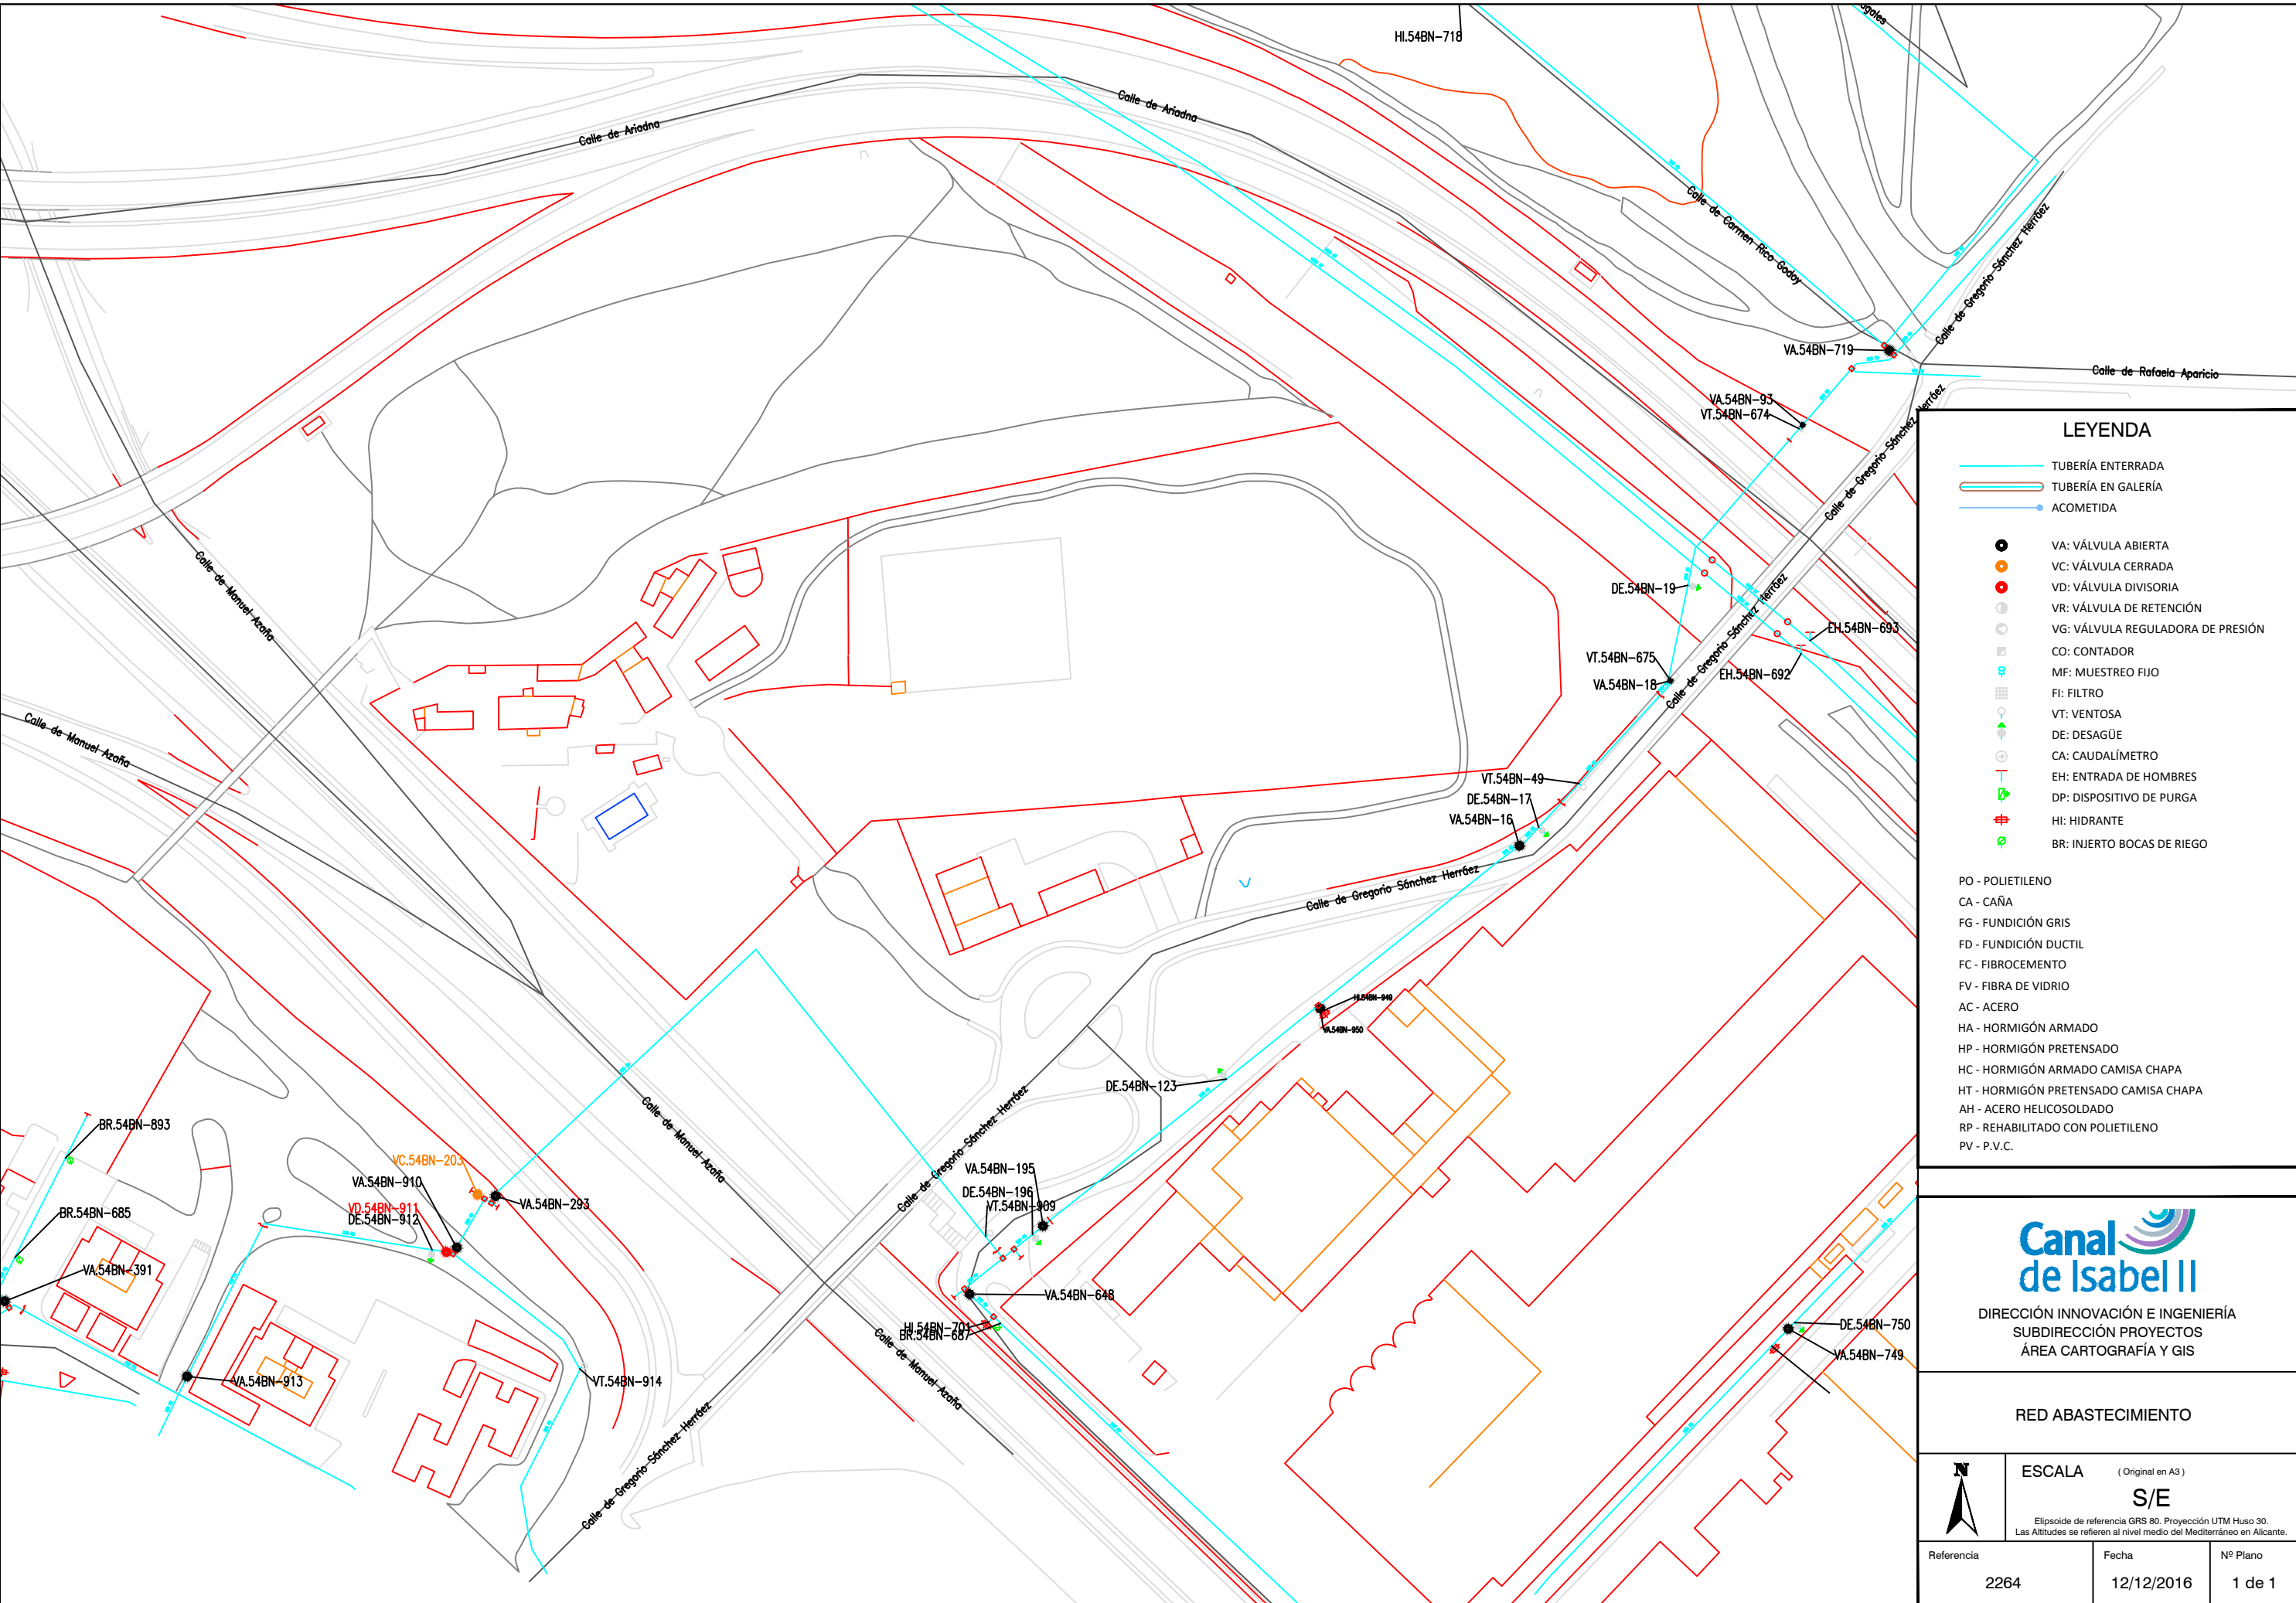 HI.54BN-718
Calle de Ariadna
Calle de Ariadna
Calle de Carmen Rico Godoy
Calle de Gregorio Sánchez Herráez
VA.54BN-719
Calle de Rafaela Aparicio
VA.54BN-93
VT.54BN-674
Calle de Gregorio Sánchez Herráez
Calle de Manuel Azaña
DE.54BN-19
Calle de Gregorio Sánchez Herráez
EH.54BN-693
VT.54BN-675
EH.54BN-692
VA.54BN-18
Calle de Manuel Azaña
VT.54BN-49
DE.54BN-17
VA.54BN-16
Calle de Gregorio Sánchez Herráez
HI.54BN-949
VA.54BN-950
DE.54BN-123
Calle de Manuel Azaña
Calle de Gregorio Sánchez Herráez
BR.54BN-893
VC.54BN-203
VA.54BN-910
VA.54BN-293
VD.54BN-911
DE.54BN-912
BR.54BN-685
VA.54BN-391
VA.54BN-195
DE.54BN-196
VT.54BN-909
VA.54BN-648
HI.54BN-701
BR.54BN-687
Calle de Manuel Azaña
VA.54BN-913
VT.54BN-914
Calle de Gregorio Sánchez Herráez
DE.54BN-750
VA.54BN-749
LEYENDA
TUBERÍA ENTERRADA
TUBERÍA EN GALERÍA
ACOMETIDA
VA: VÁLVULA ABIERTA
VC: VÁLVULA CERRADA
VD: VÁLVULA DIVISORIA
VR: VÁLVULA DE RETENCIÓN
VG: VÁLVULA REGULADORA DE PRESIÓN
CO: CONTADOR
MF: MUESTREO FIJO
FI: FILTRO
VT: VENTOSA
DE: DESAGÜE
CA: CAUDALÍMETRO
EH: ENTRADA DE HOMBRES
DP: DISPOSITIVO DE PURGA
HI: HIDRANTE
BR: INJERTO BOCAS DE RIEGO
PO - POLIETILENO
CA - CAÑA
FG - FUNDICIÓN GRIS
FD - FUNDICIÓN DUCTIL
FC - FIBROCEMENTO
FV - FIBRA DE VIDRIO
AC - ACERO
HA - HORMIGÓN ARMADO
HP - HORMIGÓN PRETENSADO
HC - HORMIGÓN ARMADO CAMISA CHAPA
HT - HORMIGÓN PRETENSADO CAMISA CHAPA
AH - ACERO HELICOSOLDADO
RP - REHABILITADO CON POLIETILENO
PV - P.V.C.
Canal
de Isabel II
DIRECCIÓN INNOVACIÓN E INGENIERÍA
SUBDIRECCIÓN PROYECTOS
ÁREA CARTOGRAFÍA Y GIS
RED ABASTECIMIENTO
N
ESCALA ( Original en A3 )
S/E
Elipsoide de referencia GRS 80. Proyección UTM Huso 30.
Las Altitudes se refieren al nivel medio del Mediterráneo en Alicante.
Referencia
2264
Fecha
12/12/2016
Nº Plano
1 de 1